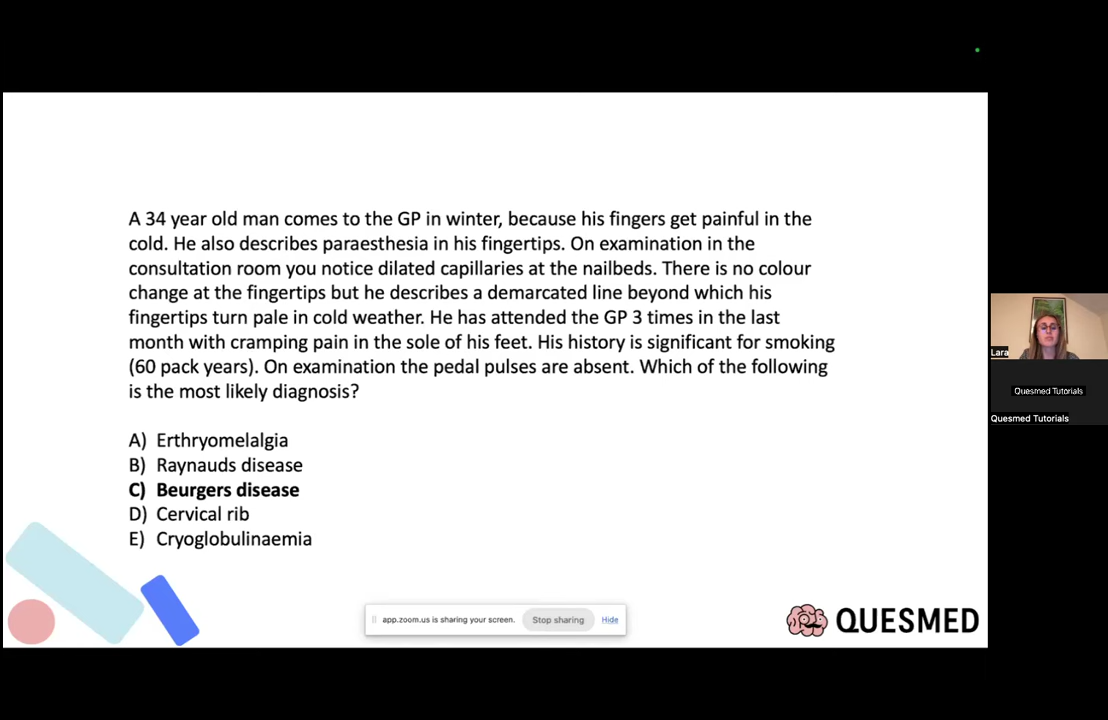 A 34 year old man comes to the GP in winter, because his fingers get painful in the
cold. He also describes paraesthesia in his fingertips. On examination in the
consultation room you notice dilated capillaries at the nailbeds. There is no colour
change at the fingertips but he describes a demarcated line beyond which his
fingertips turn pale in cold weather. He has attended the GP 3 times in the last
month with cramping pain in the sole of his feet. His history is significant for smoking
(60 pack years). On examination the pedal pulses are absent. Which of the following
is the most likely diagnosis?
A) Erthryomelalgia
B) Raynauds disease
C) Beurgers disease
D) Cervical rib
E) Cryoglobulinaemia
app.zoom.us is sharing your screen. Stop sharing Hide
QUESMED
Lara
Quesmed Tutorials
Quesmed Tutorials